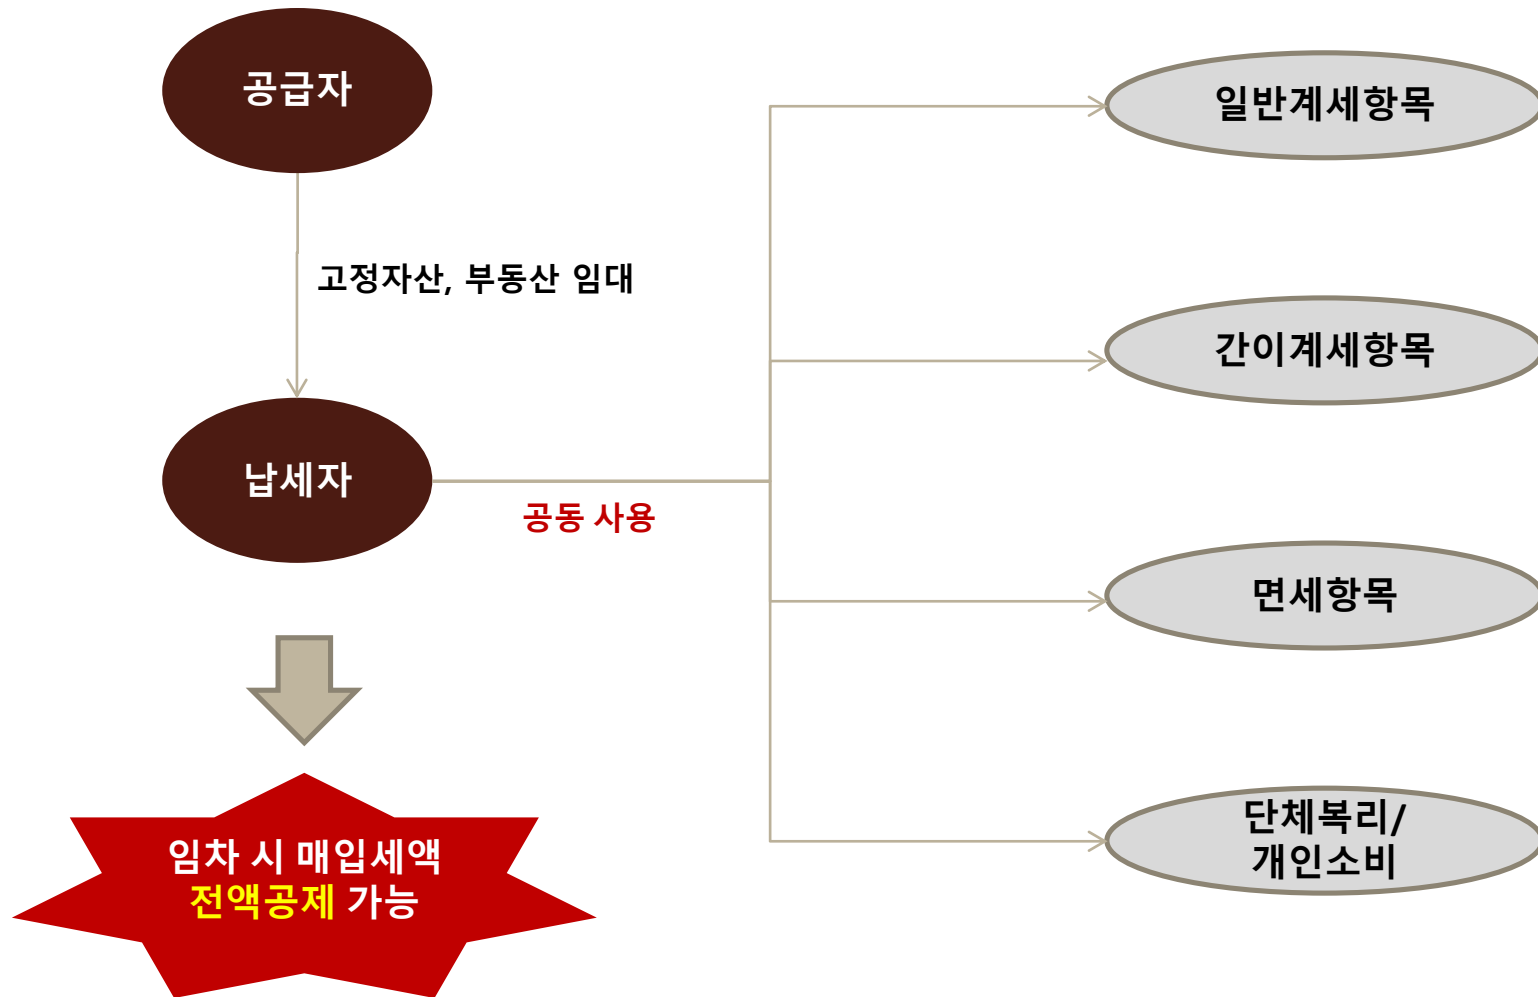 공급자
고정자산, 부동산 임대
납세자
공동 사용
임차 시 매입세액
전액공제 가능
일반계세항목
간이계세항목
면세항목
단체복리/
개인소비